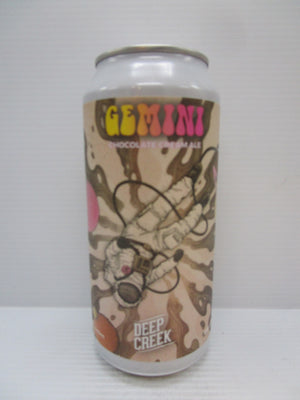 GEMINI
CHOCOLATE CREAM ALE
DEEP
CREEK